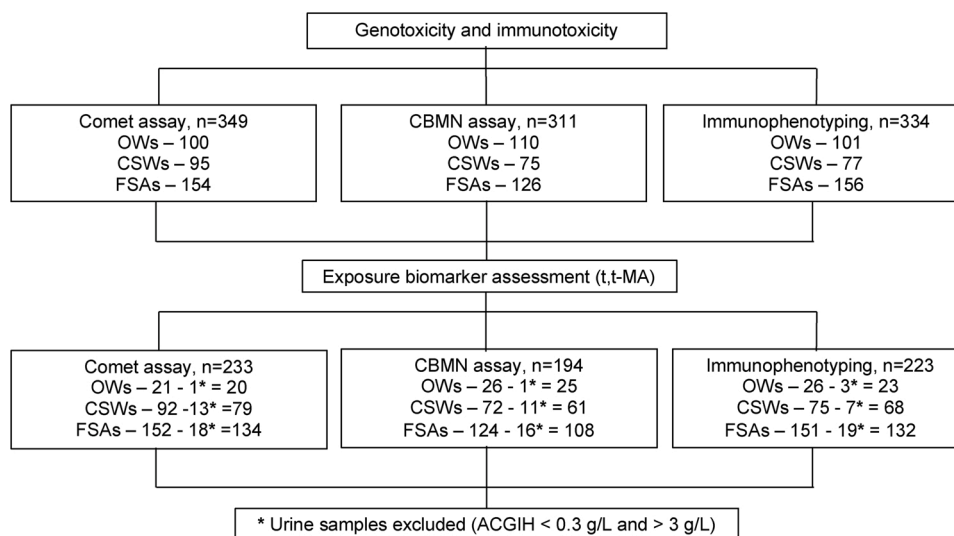 Genotoxicity and immunotoxicity
Comet assay, n=349
OWs – 100
CSWs – 95
FSAs – 154
CBMN assay, n=311
OWs – 110
CSWs – 75
FSAs – 126
Immunophenotyping, n=334
OWs – 101
CSWs – 77
FSAs – 156
Exposure biomarker assessment (t,t-MA)
Comet assay, n=233
OWs – 21 - 1* = 20
CSWs – 92 -13* =79
FSAs – 152 - 18* =134
CBMN assay, n=194
OWs – 26 - 1* = 25
CSWs – 72 - 11* = 61
FSAs – 124 - 16* = 108
Immunophenotyping, n=223
OWs – 26 - 3* = 23
CSWs – 75 - 7* = 68
FSAs – 151 - 19* = 132
* Urine samples excluded (ACGIH < 0.3 g/L and > 3 g/L)